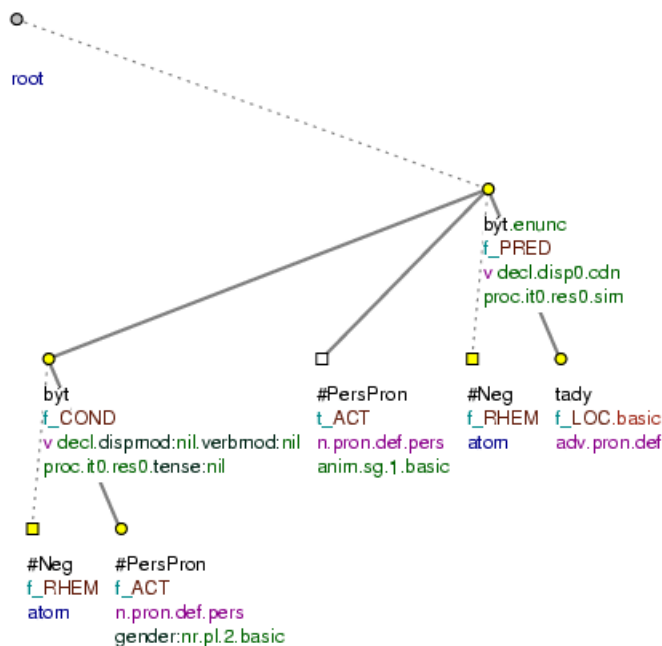 root
byt.enunc
f_PRED
v decl.disp0.cdn
proc.it0.res0.sim
byt
f_COND
v decl.dispmod:nil.verbmod:nil
proc.it0.res0.tense:nil
#PersPron
t_ACT
n.pron.def.pers
anim.sg.1.basic
#Neg
f_RHEM
atom
tady
f_LOC.basic
adv.pron.def
#Neg
f_RHEM
atom
#PersPron
f_ACT
n.pron.def.pers
gender:nr.pl.2.basic